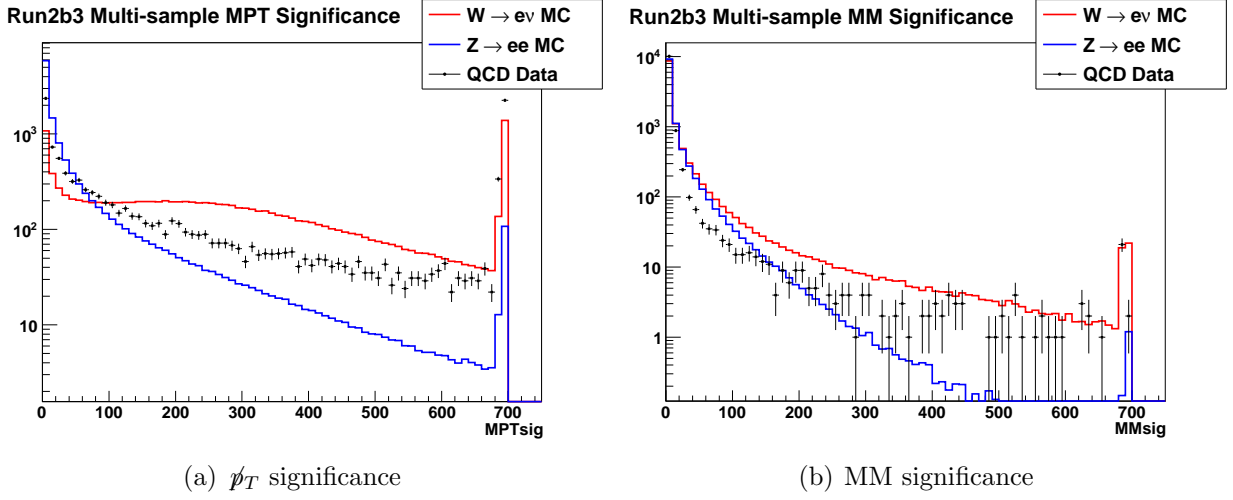 Run2b3 Multi-sample MPT Significance
W → eν MC
Z → ee MC
QCD Data
10³
10²
10
0 100 200 300 400 500 600 700
MPTsig
(a) p̸_T significance
Run2b3 Multi-sample MM Significance
W → eν MC
Z → ee MC
QCD Data
10⁴
10³
10²
10
1
0 100 200 300 400 500 600 700
MMsig
(b) MM significance